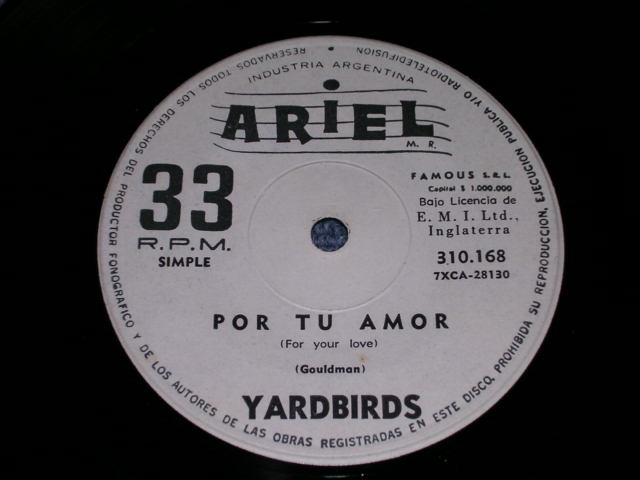 RESERVADOS TODOS LOS DERECHOS DEL PRODUCTOR FONOGRAFICO Y DE LOS AUTORES DE LAS OBRAS REGISTRADAS EN ESTE DISCO. PROHIBIDA SU REPRODUCCION, EJECUCION PUBLICA Y/O RADIOTELEDIFUSION
INDUSTRIA ARGENTINA
ARIEL
M. R.
33
R.P.M.
SIMPLE
FAMOUS S.R.L.
Capital $ 1.000.000
Bajo Licencia de
E. M. I. Ltd.,
Inglaterra
310.168
7XCA-28130
POR TU AMOR
(For your love)
(Gouldman)
YARDBIRDS